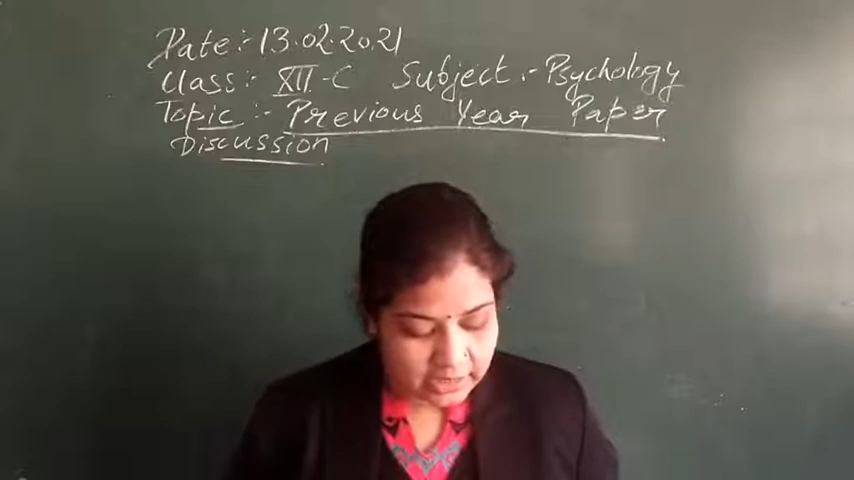 Date:- 13.02.2021
Class:- XII-C Subject:- Psychology
Topic:- Previous Year Paper
Discussion